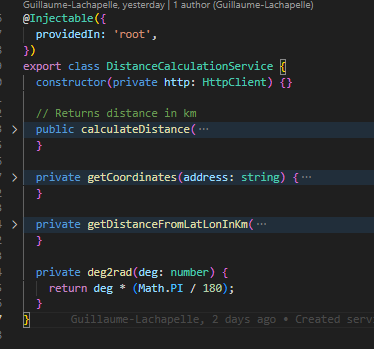 Guillaume-Lachapelle, yesterday | 1 author (Guillaume-Lachapelle)
@Injectable({
  providedIn: 'root',
})
export class DistanceCalculationService {
  constructor(private http: HttpClient) {}
  // Returns distance in km
  public calculateDistance(…
  }
  private getCoordinates(address: string) {…
  }
  private getDistanceFromLatLonInKm(…
  }
  private deg2rad(deg: number) {
    return deg * (Math.PI / 180);
  }
}     Guillaume-Lachapelle, 2 days ago • Created servi